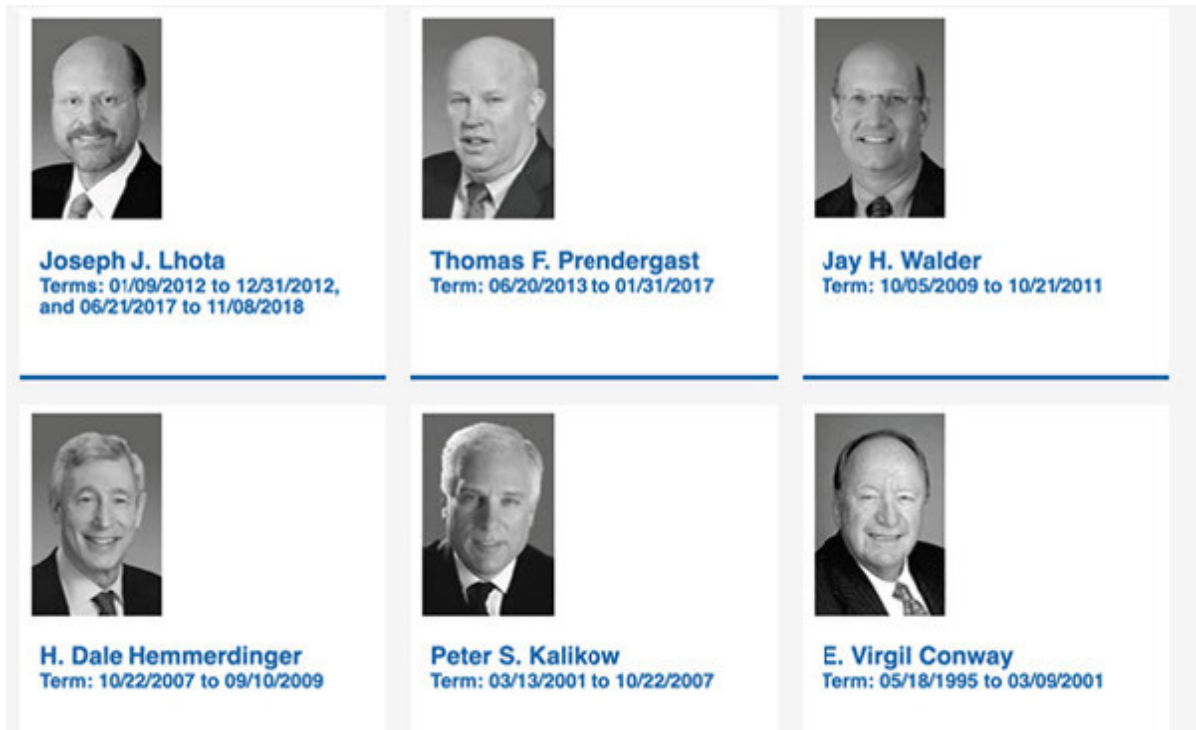 Joseph J. Lhota
Terms: 01/09/2012 to 12/31/2012,
and 06/21/2017 to 11/08/2018
Thomas F. Prendergast
Term: 06/20/2013 to 01/31/2017
Jay H. Walder
Term: 10/05/2009 to 10/21/2011
H. Dale Hemmerdinger
Term: 10/22/2007 to 09/10/2009
Peter S. Kalikow
Term: 03/13/2001 to 10/22/2007
E. Virgil Conway
Term: 05/18/1995 to 03/09/2001